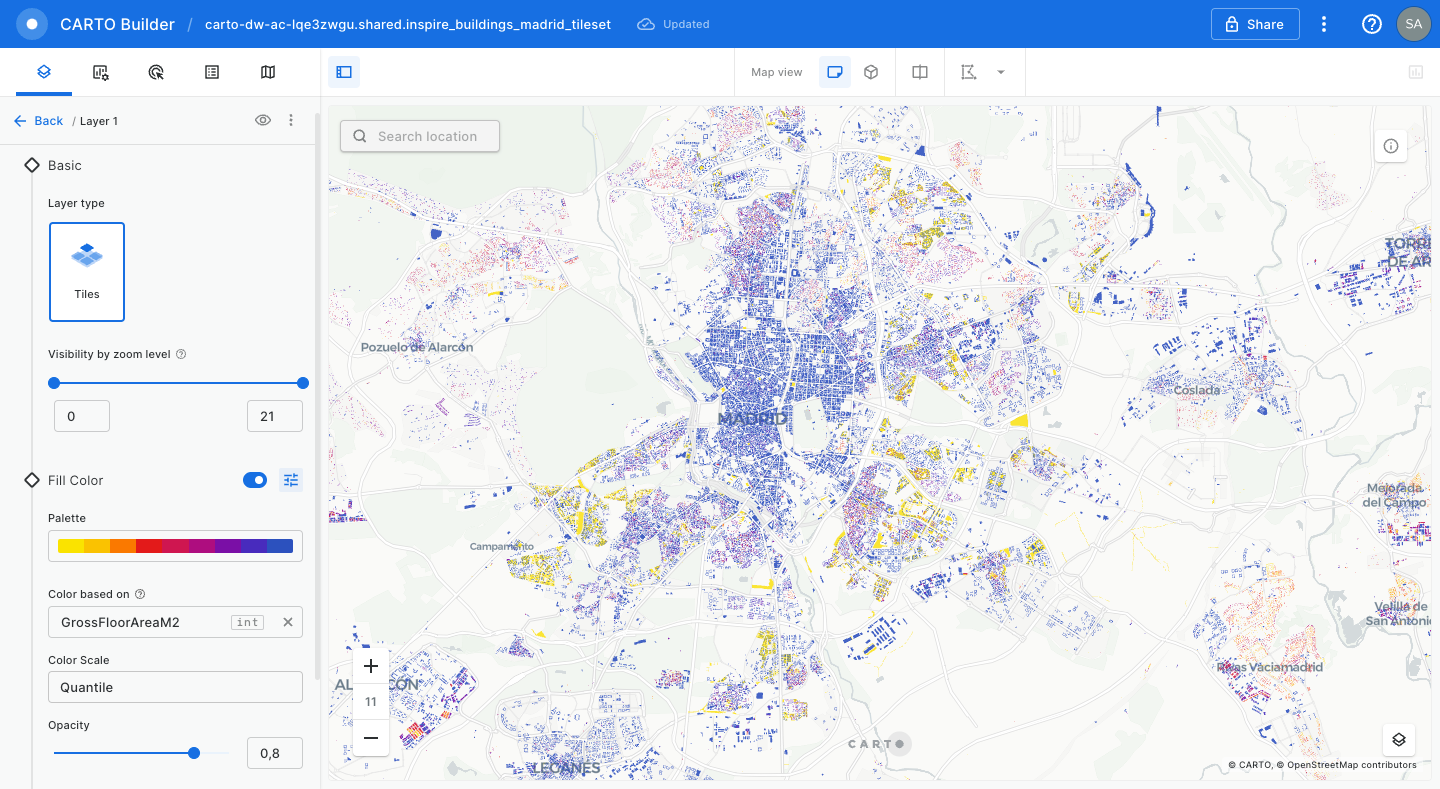 CARTO Builder / carto-dw-ac-lqe3zwgu.shared.inspire_buildings_madrid_tileset Updated Share SA
Map view
Back / Layer 1
Basic
Layer type
Tiles
Visibility by zoom level
0 21
Fill Color
Palette
Color based on
GrossFloorAreaM2 int
Color Scale
Quantile
Opacity
0,8
Search location
TORRE
DE AR
Pozuelo de Alarcón
Coslada
MADRID
Mejorada
del Campo
Campamento
Velilla de
San Antonio
Rivas Vaciamadrid
ALCORCÓN
11
CARTO
LEGANÉS
© CARTO, © OpenStreetMap contributors